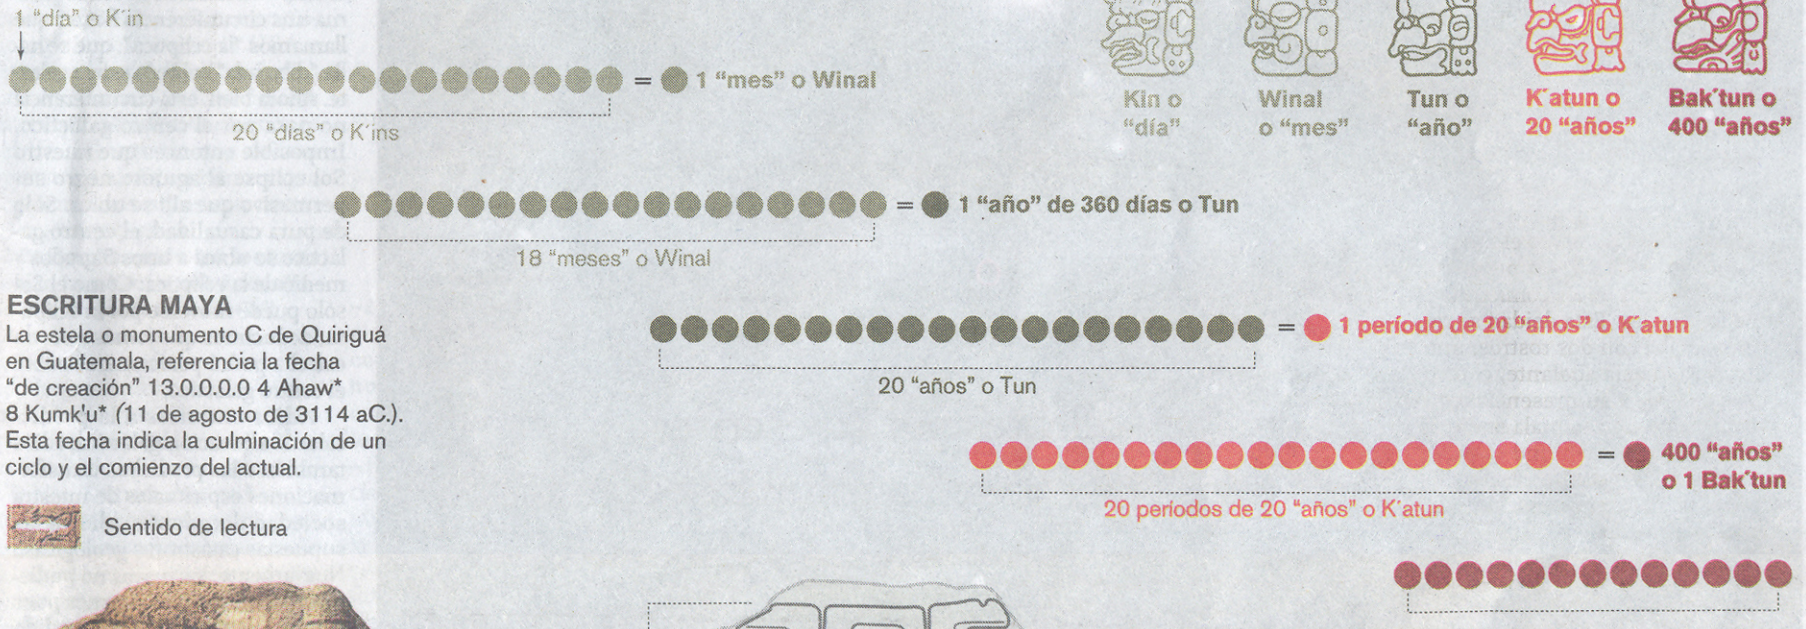 1 “día” o K´in
= 1 “mes” o Winal
20 “días” o K´ins
Kin o
“día”
Winal
o “mes”
Tun o
“año”
K´atun o
20 “años”
Bak´tun o
400 “años”
= 1 “año” de 360 días o Tun
18 “meses” o Winal
= 1 período de 20 “años” o K´atun
20 “años” o Tun
= 400 “años”
o 1 Bak´tun
20 períodos de 20 “años” o K´atun
ESCRITURA MAYA
La estela o monumento C de Quiriguá
en Guatemala, referencia la fecha
“de creación” 13.0.0.0.0 4 Ahaw*
8 Kumk'u* (11 de agosto de 3114 aC.).
Esta fecha indica la culminación de un
ciclo y el comienzo del actual.
Sentido de lectura